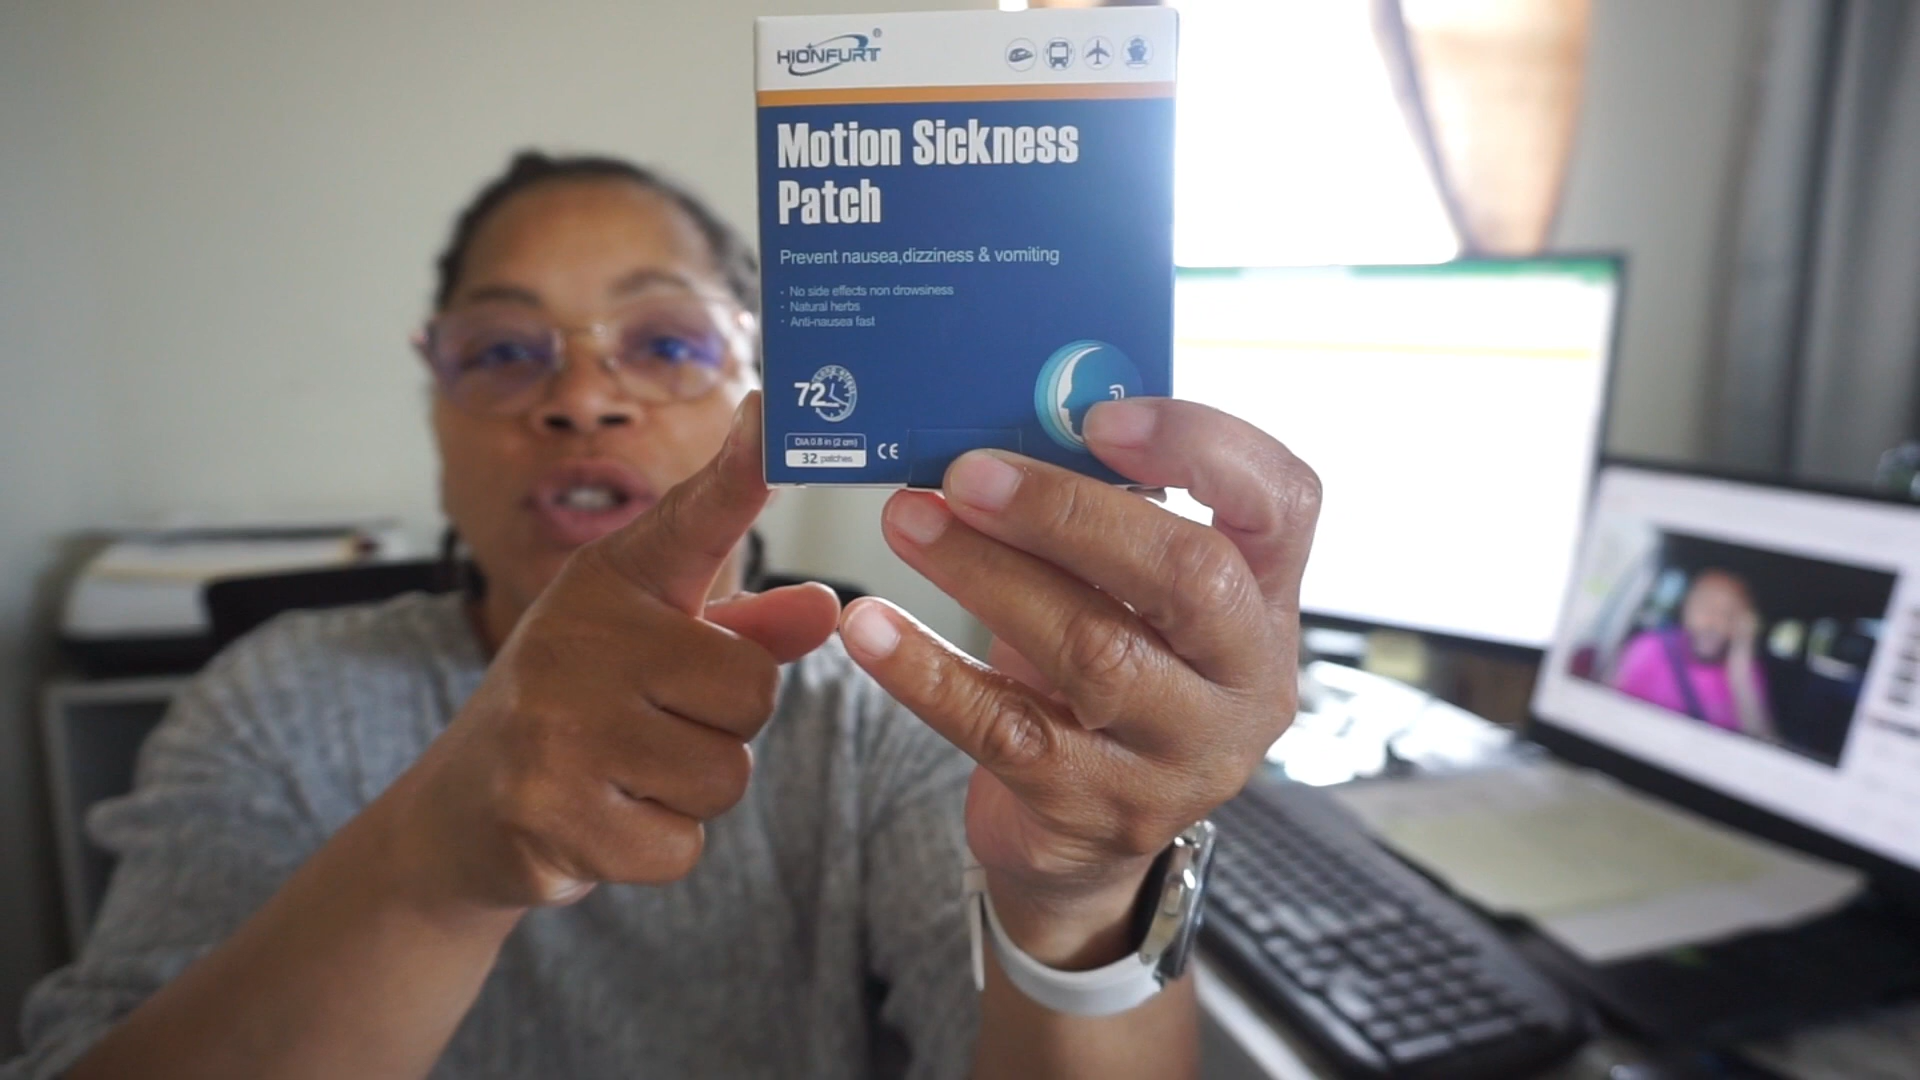 HIONFURT®
Motion Sickness
Patch
Prevent nausea,dizziness & vomiting
· No side effects non drowsiness
· Natural herbs
· Anti-nausea fast
72
DIA 0.8 in (2 cm)
32 patches
CE